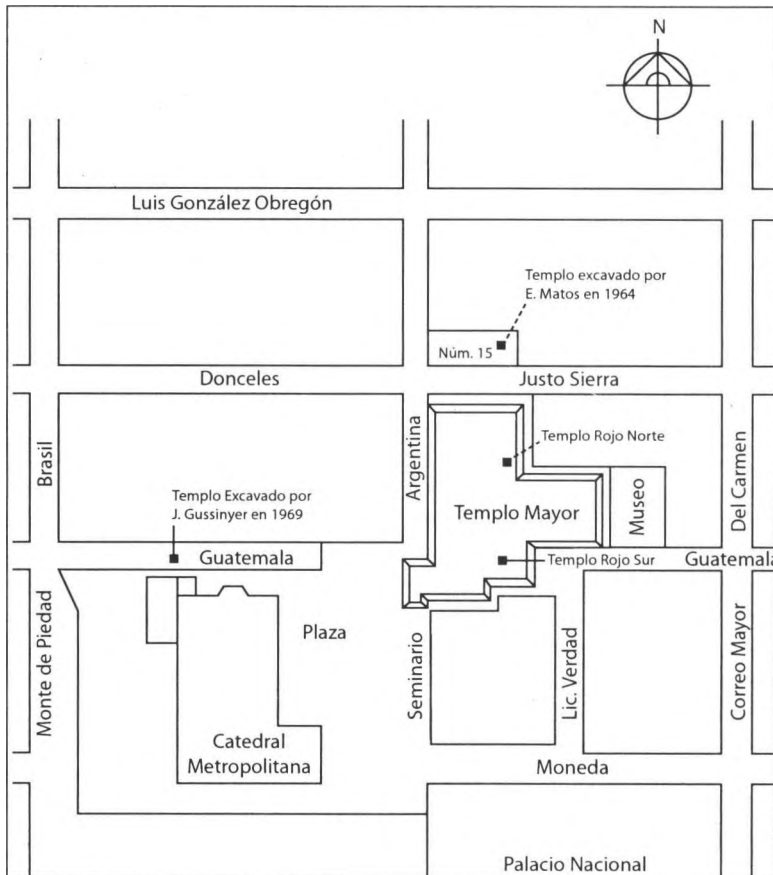 N
Luis González Obregón
Templo excavado por
E. Matos en 1964
Núm. 15
Donceles
Justo Sierra
Brasil
Argentina
Templo Rojo Norte
Del Carmen
Templo Excavado por
J. Gussinyer en 1969
Templo Mayor
Museo
Guatemala
Templo Rojo Sur
Guatemala
Monte de Piedad
Plaza
Seminario
Lic. Verdad
Correo Mayor
Catedral
Metropolitana
Moneda
Palacio Nacional